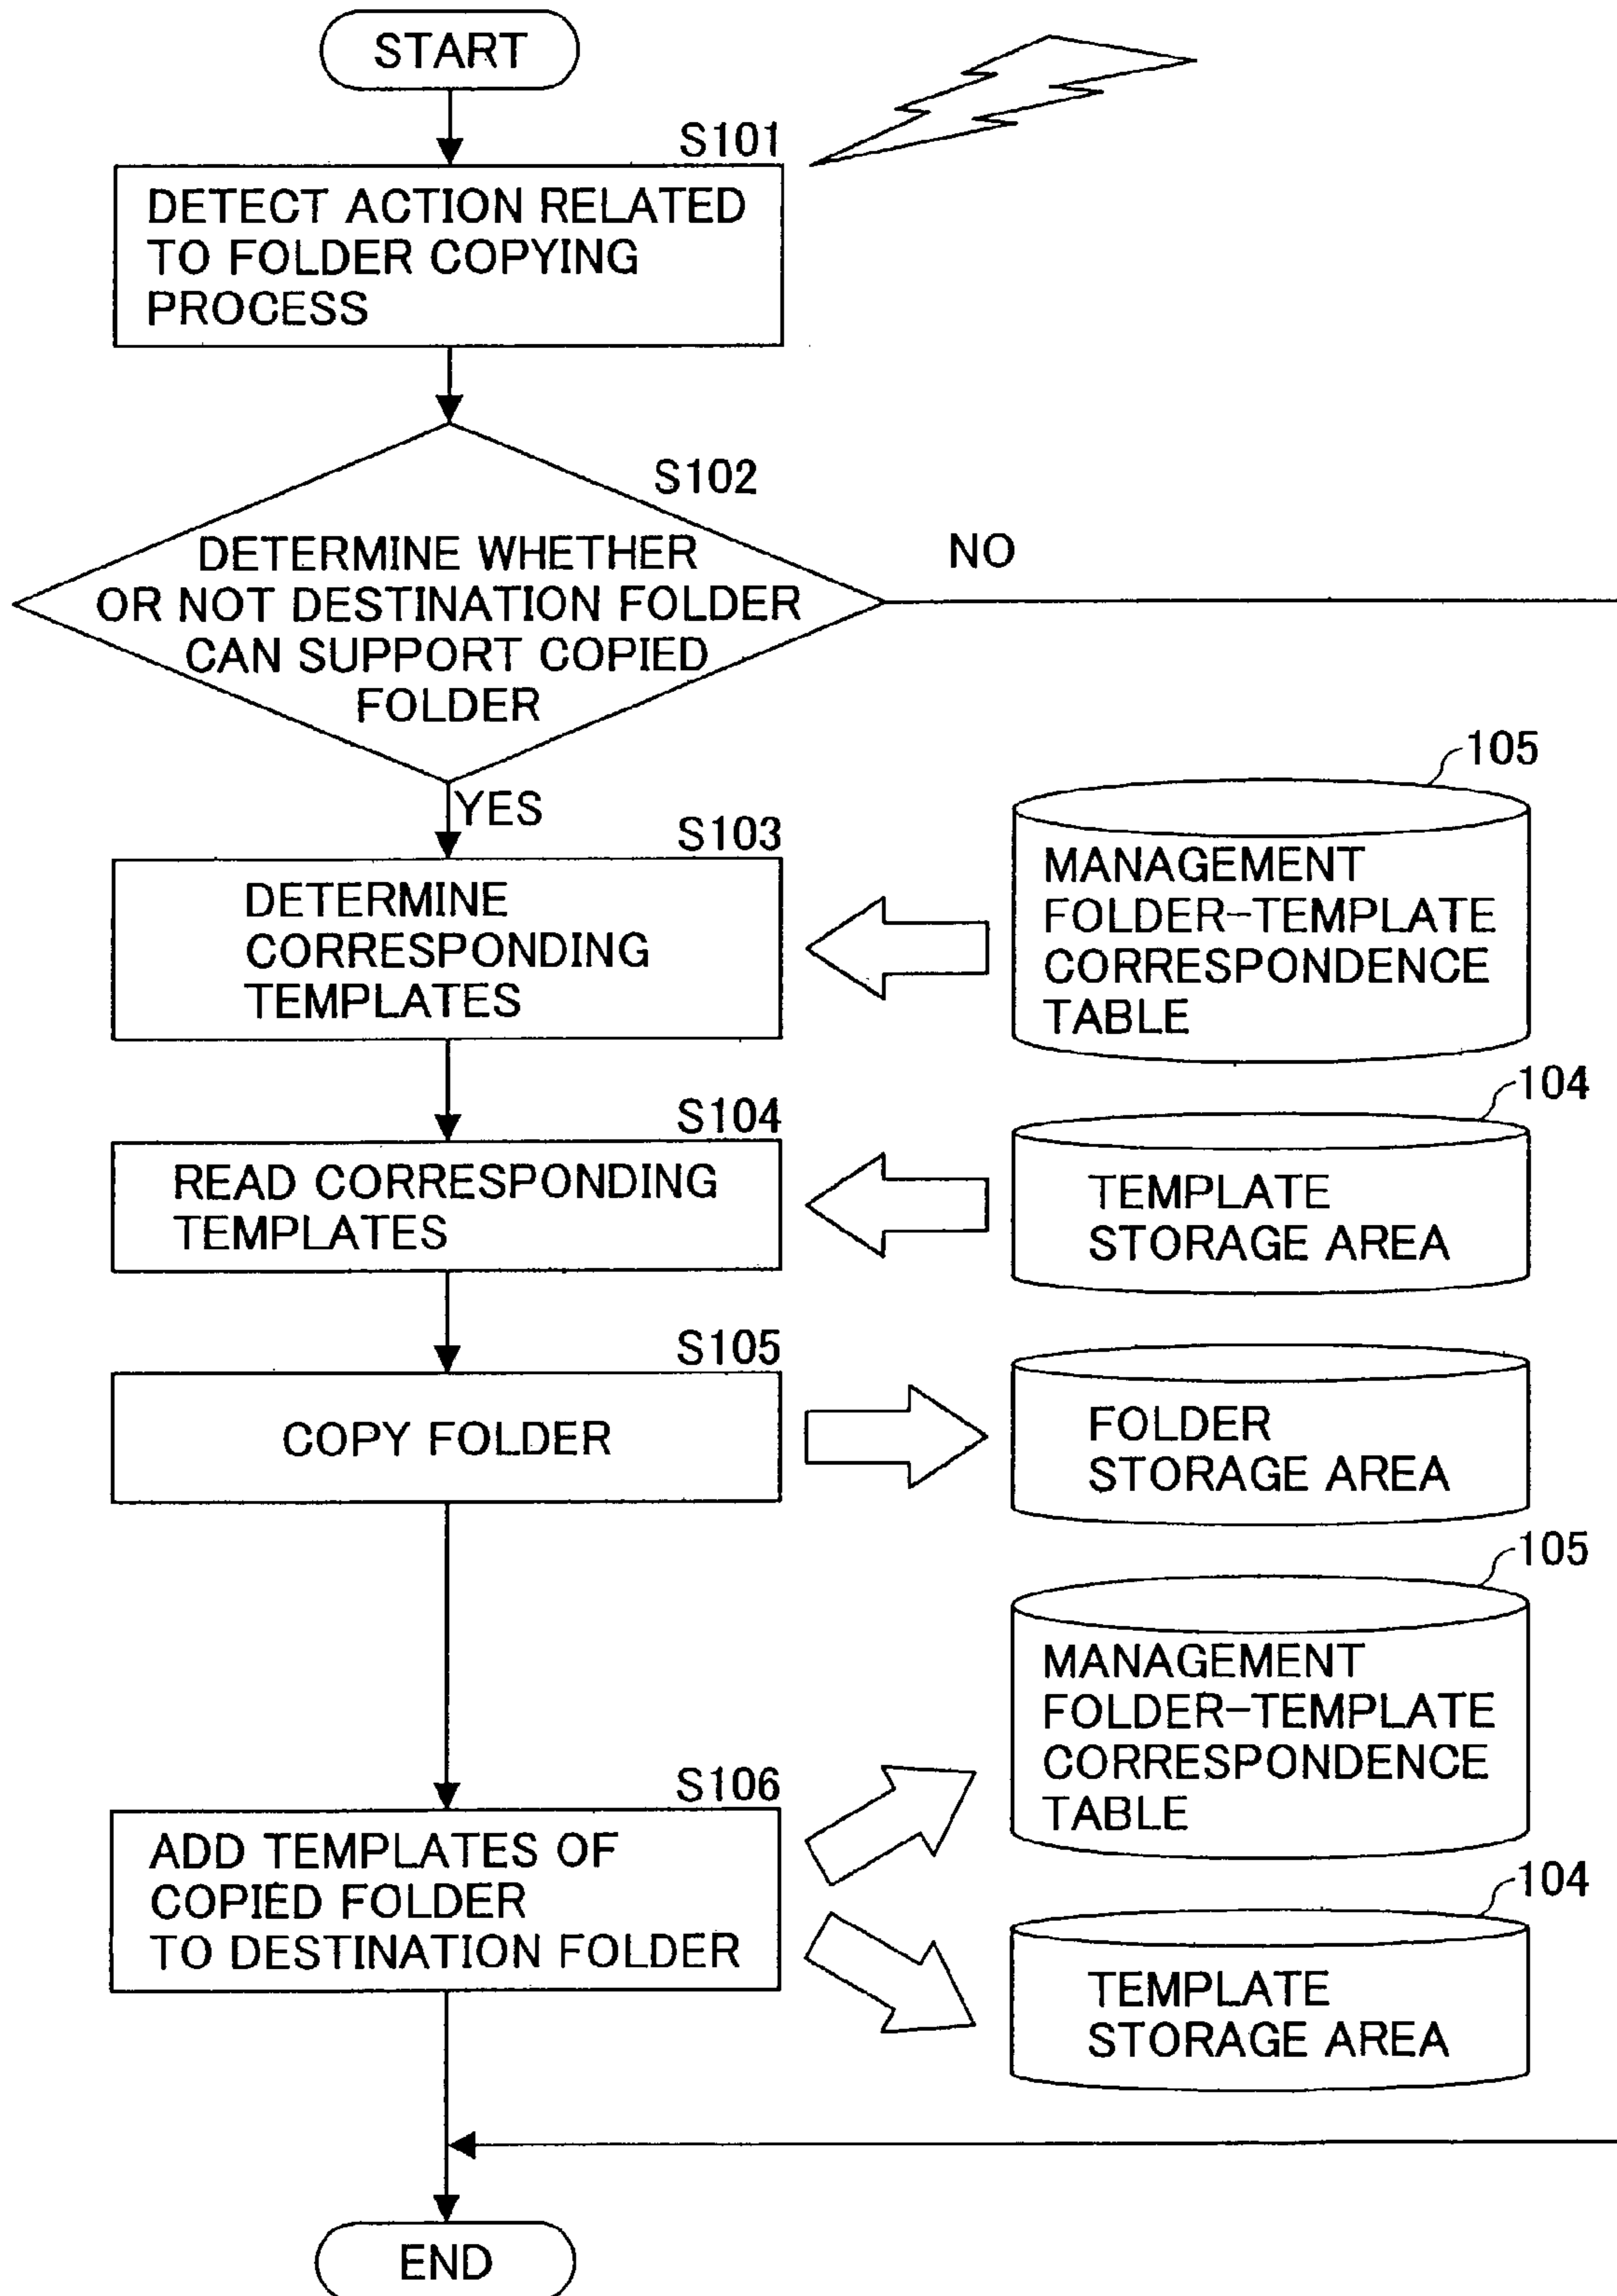 START
S101
DETECT ACTION RELATED
TO FOLDER COPYING
PROCESS
S102
DETERMINE WHETHER
OR NOT DESTINATION FOLDER
CAN SUPPORT COPIED
FOLDER
NO
YES
S103
DETERMINE
CORRESPONDING
TEMPLATES
105
MANAGEMENT
FOLDER-TEMPLATE
CORRESPONDENCE
TABLE
S104
READ CORRESPONDING
TEMPLATES
104
TEMPLATE
STORAGE AREA
S105
COPY FOLDER
FOLDER
STORAGE AREA
105
MANAGEMENT
FOLDER-TEMPLATE
CORRESPONDENCE
TABLE
S106
ADD TEMPLATES OF
COPIED FOLDER
TO DESTINATION FOLDER
104
TEMPLATE
STORAGE AREA
END